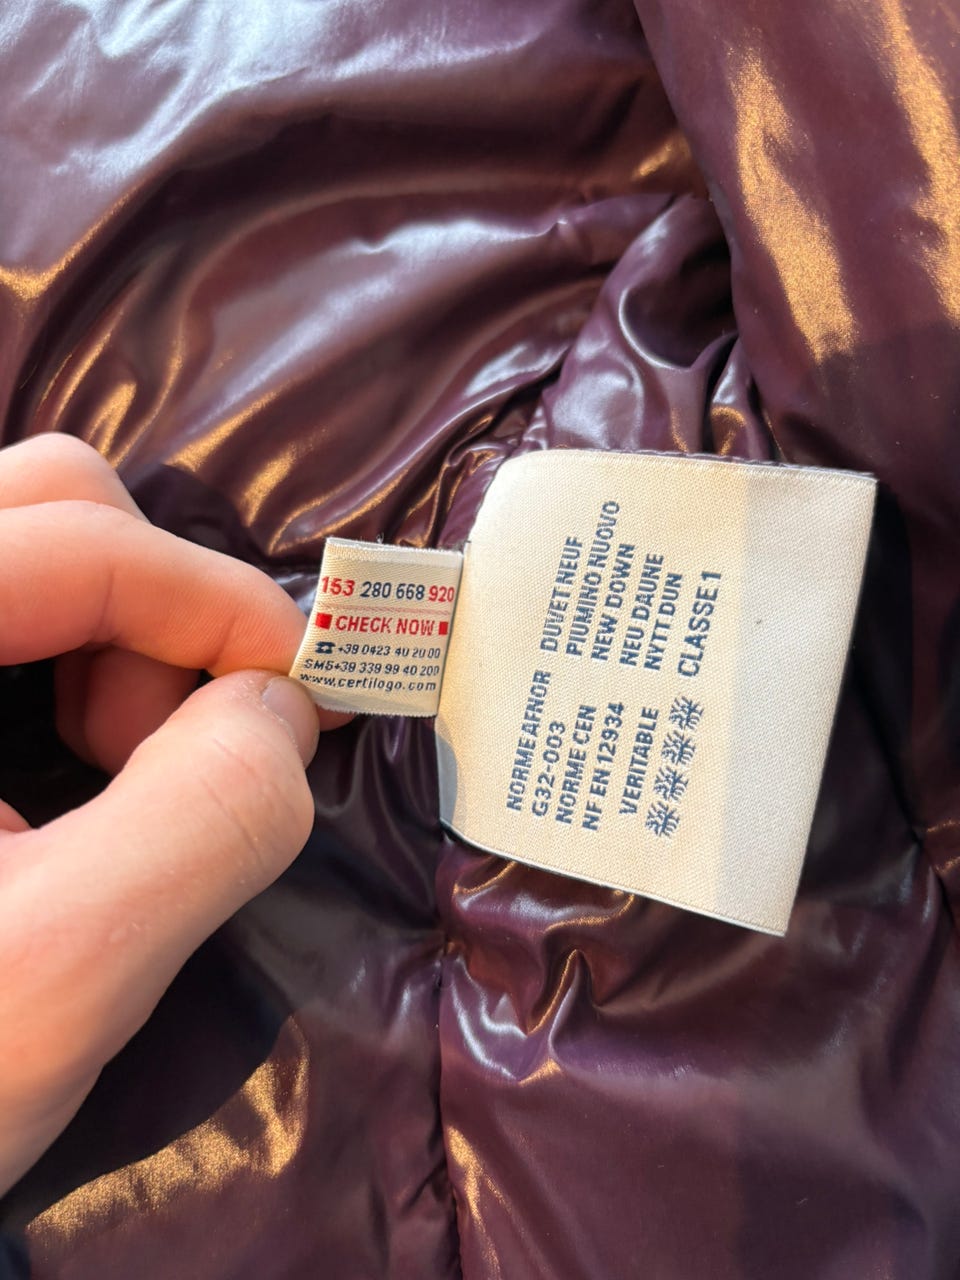 153 280 668 920
CHECK NOW
+39 0423 40 20 00
SMS+39 339 99 40 200
www.certilogo.com
NORME AFNOR
G32-003
NORME CEN
NF EN 12934
VERITABLE
DUVET NEUF
PIUMINO NUOVO
NEW DOWN
NEU DAUNE
NYTT DUN
CLASSE 1